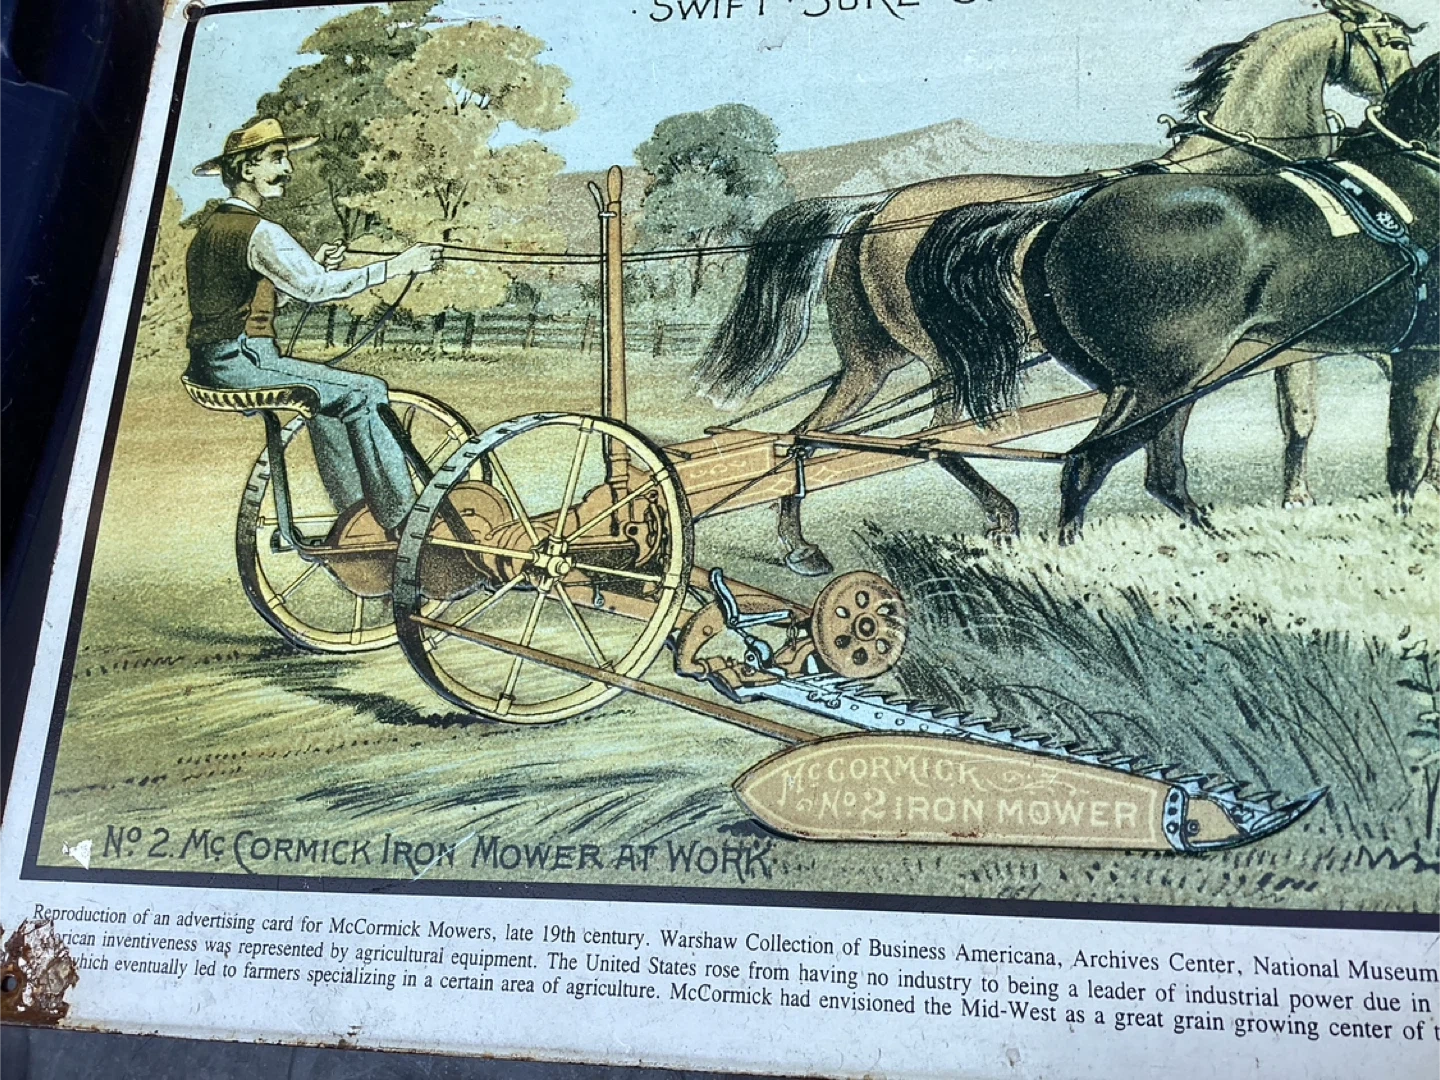 · SWIFT · SURE
McCORMICK
No 2 IRON MOWER
No 2. McCORMICK IRON MOWER AT WORK.
Reproduction of an advertising card for McCormick Mowers, late 19th century. Warshaw Collection of Business Americana, Archives Center, National Museum
inventiveness was represented by agricultural equipment. The United States rose from having no industry to being a leader of industrial power due in
which eventually led to farmers specializing in a certain area of agriculture. McCormick had envisioned the Mid-West as a great grain growing center of